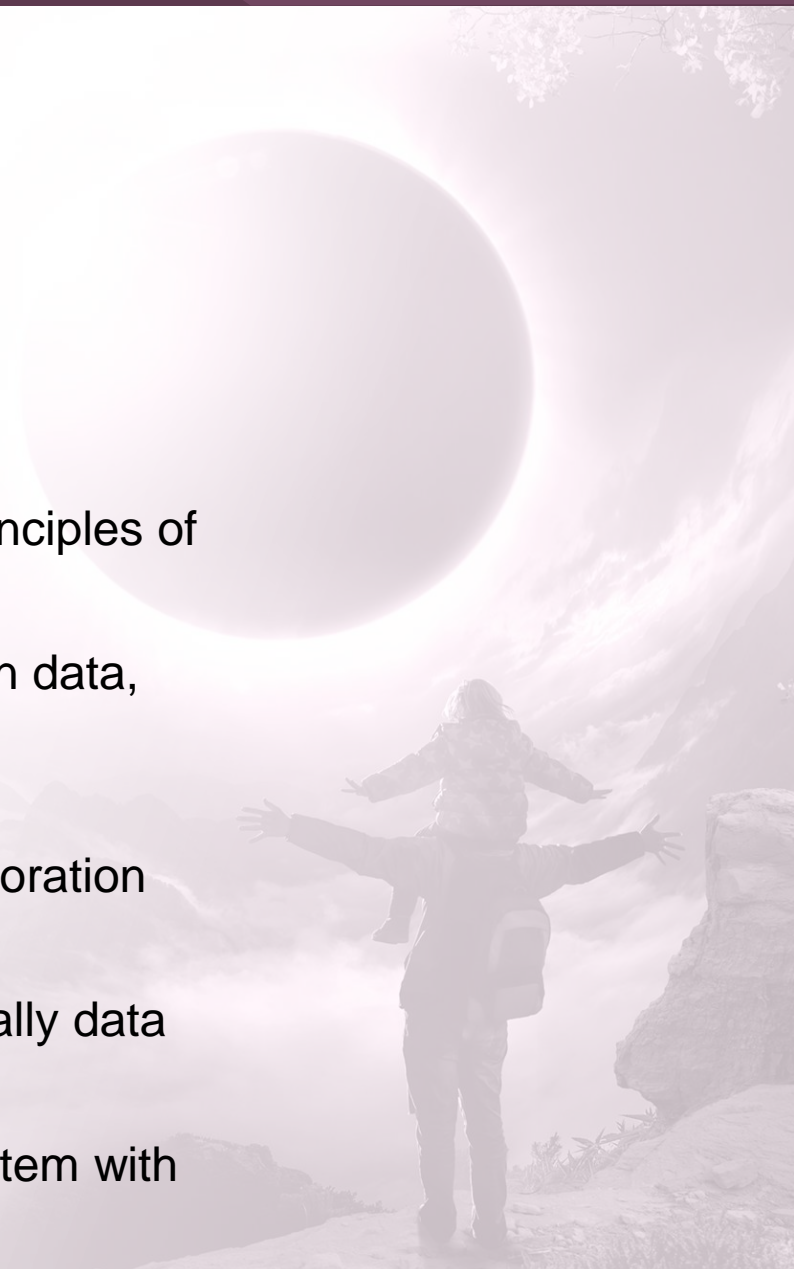 nciples of
data,
oration
ally data
tem with